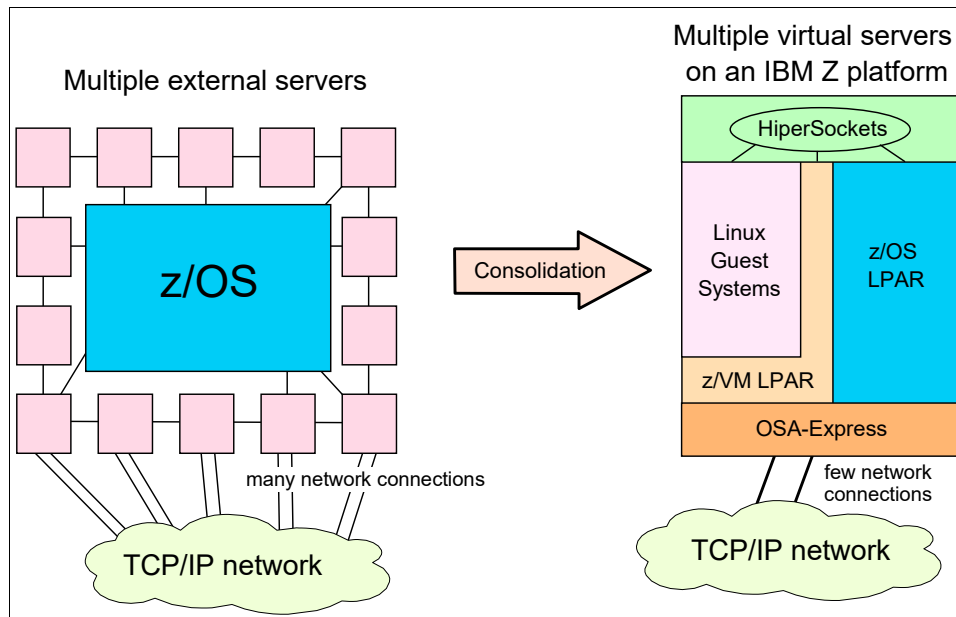 Multiple external servers
z/OS
many network connections
TCP/IP network
Consolidation
Multiple virtual servers
on an IBM Z platform
HiperSockets
Linux
Guest
Systems
z/OS
LPAR
z/VM LPAR
OSA-Express
few network
connections
TCP/IP network